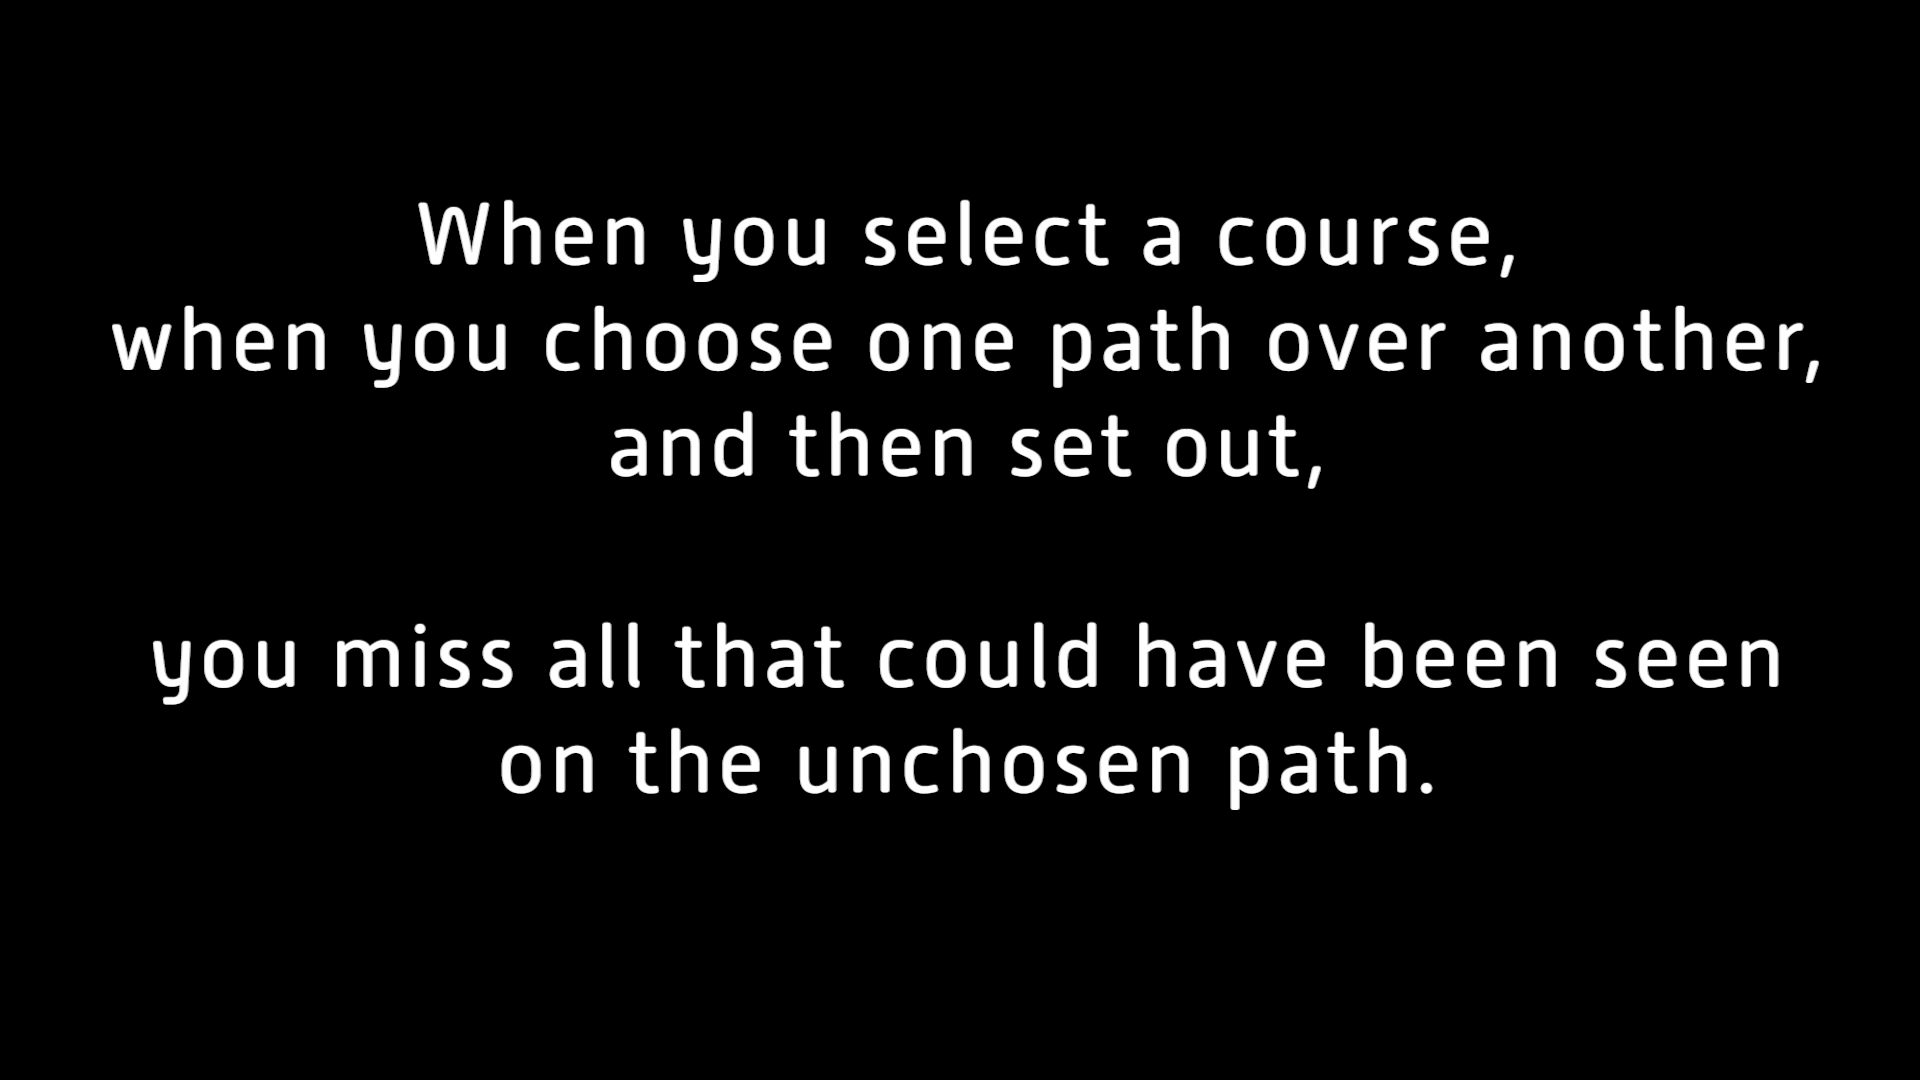 When you select a course,
when you choose one path over another,
and then set out,
you miss all that could have been seen
on the unchosen path.